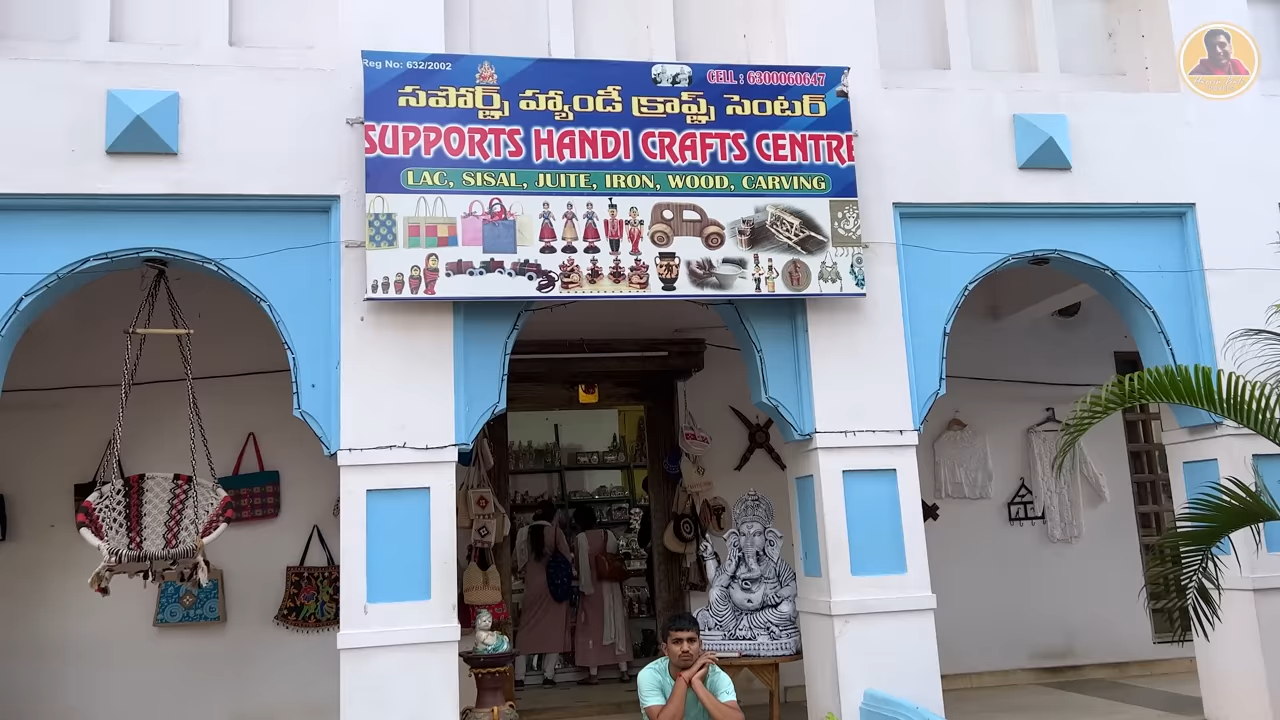 Reg No: 632/2002
CELL : 6300060647
సపోర్ట్స్ హ్యాండీ క్రాప్ట్స్ సెంటర్
SUPPORTS HANDI CRAFTS CENTRE
LAC, SISAL, JUITE, IRON, WOOD, CARVING